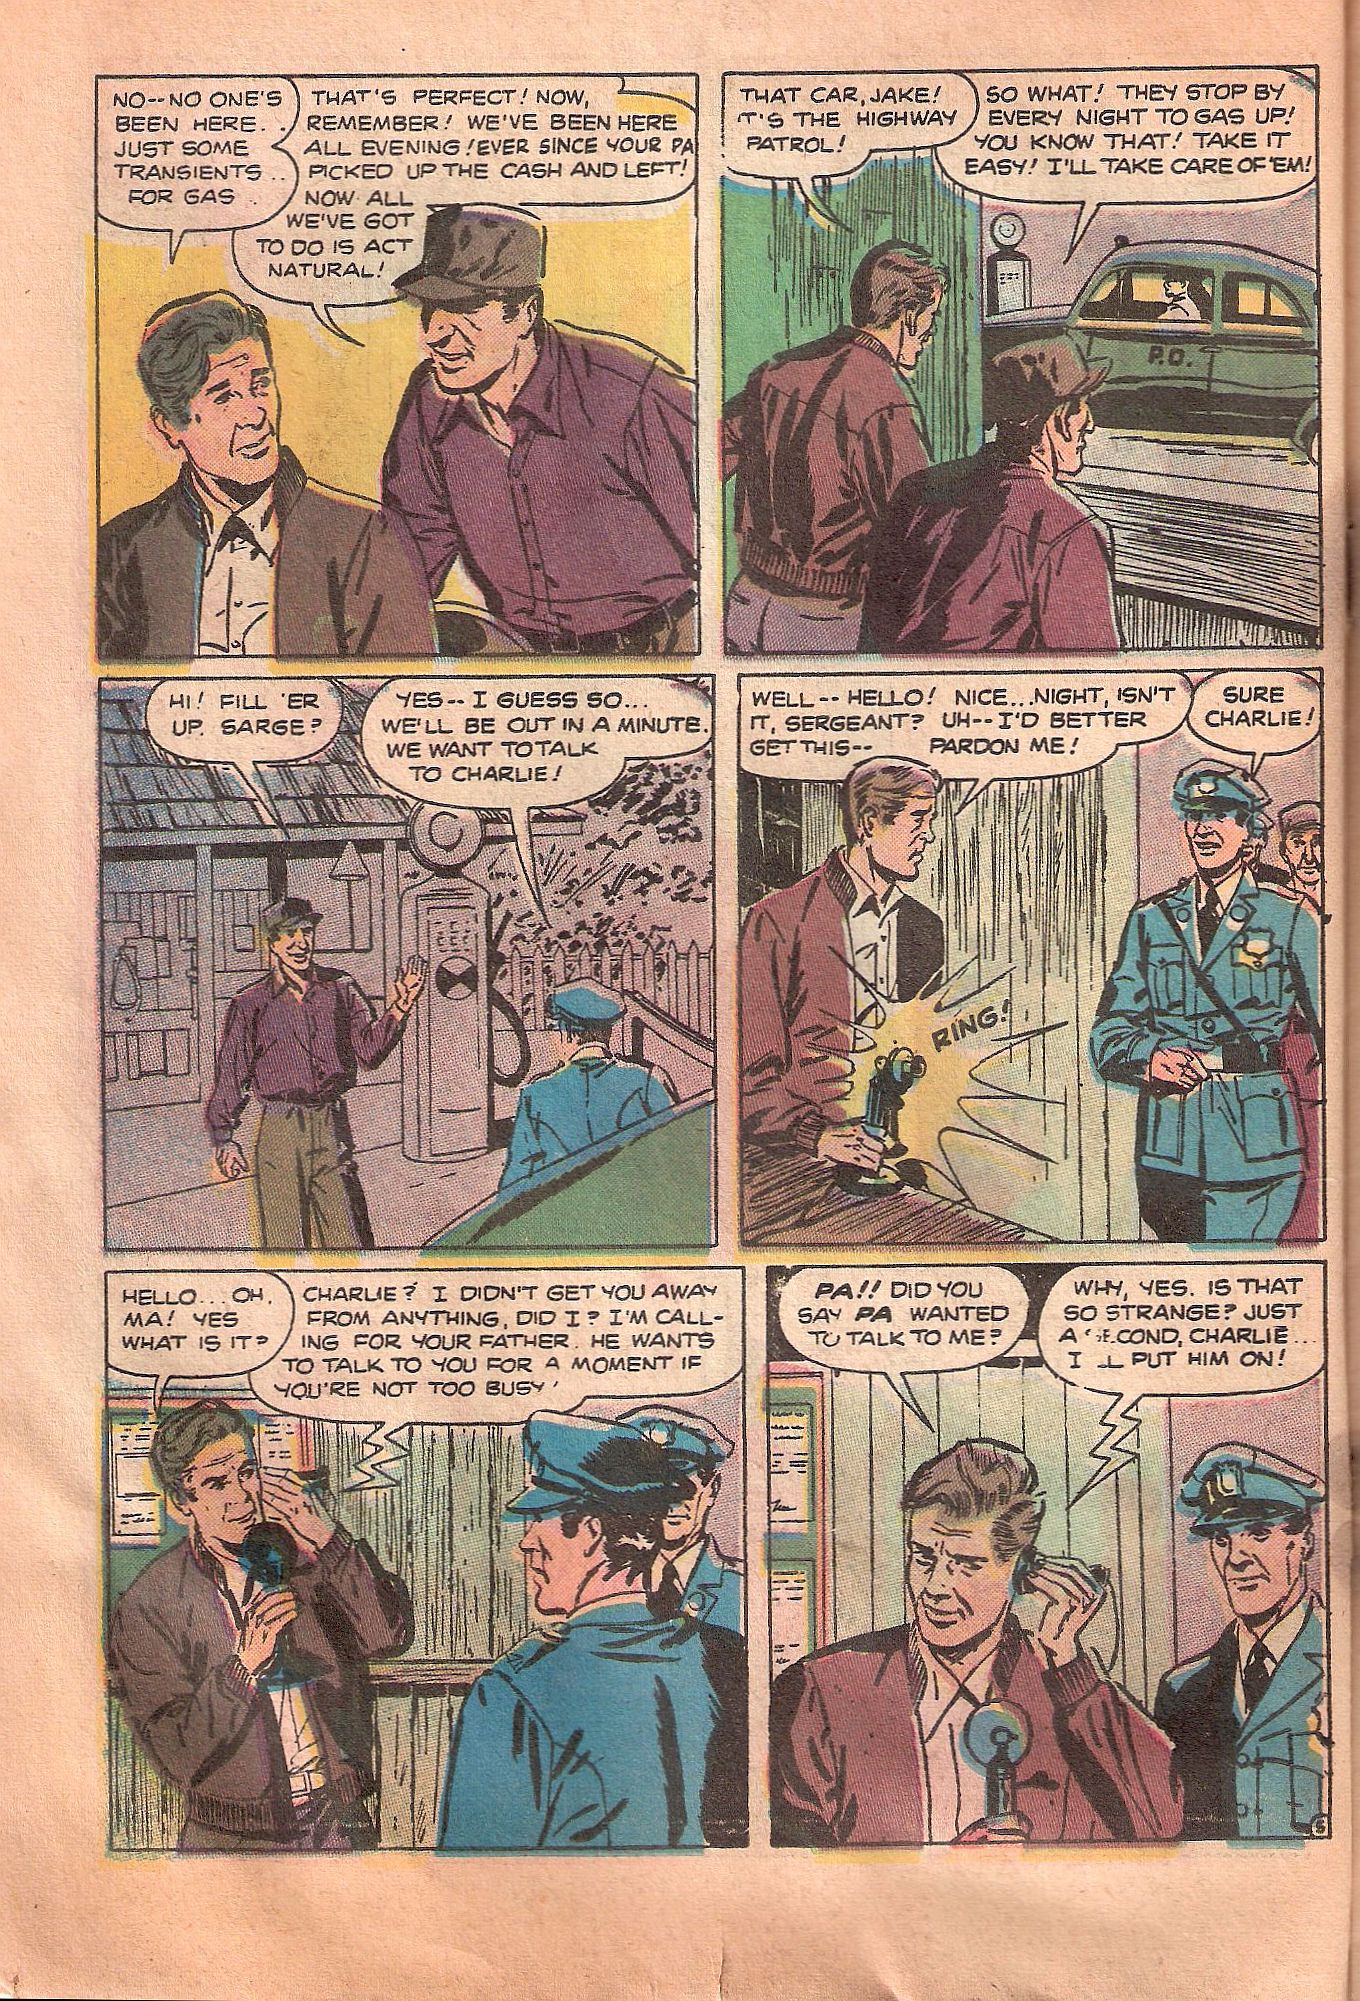 NO--NO ONE'S
BEEN HERE. .
JUST SOME
TRANSIENTS ..
FOR GAS ..
THAT'S PERFECT! NOW,
REMEMBER! WE'VE BEEN HERE
ALL EVENING! EVER SINCE YOUR PA
PICKED UP THE CASH AND LEFT!
NOW ALL
WE'VE GOT
TO DO IS ACT
NATURAL!
THAT CAR, JAKE!
IT'S THE HIGHWAY
PATROL!
SO WHAT! THEY STOP BY
EVERY NIGHT TO GAS UP!
YOU KNOW THAT! TAKE IT
EASY! I'LL TAKE CARE OF 'EM!
P.D.
HI! FILL 'ER
UP, SARGE?
YES-- I GUESS SO...
WE'LL BE OUT IN A MINUTE.
WE WANT TO TALK
TO CHARLIE!
WELL-- HELLO! NICE...NIGHT, ISN'T
IT, SERGEANT? UH-- I'D BETTER
GET THIS-- PARDON ME!
SURE
CHARLIE!
RING!
HELLO... OH,
MA! YES
WHAT IS IT?
CHARLIE? I DIDN'T GET YOU AWAY
FROM ANYTHING, DID I? I'M CALL-
ING FOR YOUR FATHER. HE WANTS
TO TALK TO YOU FOR A MOMENT IF
YOU'RE NOT TOO BUSY'
PA!! DID YOU
SAY PA WANTED
TO TALK TO ME?
WHY, YES. IS THAT
SO STRANGE? JUST
A SECOND, CHARLIE...
I'LL PUT HIM ON!
5